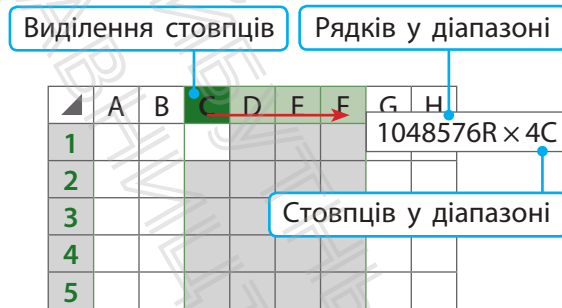 Виділення стовпців
Рядків у діапазоні
A B C D E F G H
1048576R × 4C
1
2
Стовпців у діапазоні
3
4
5